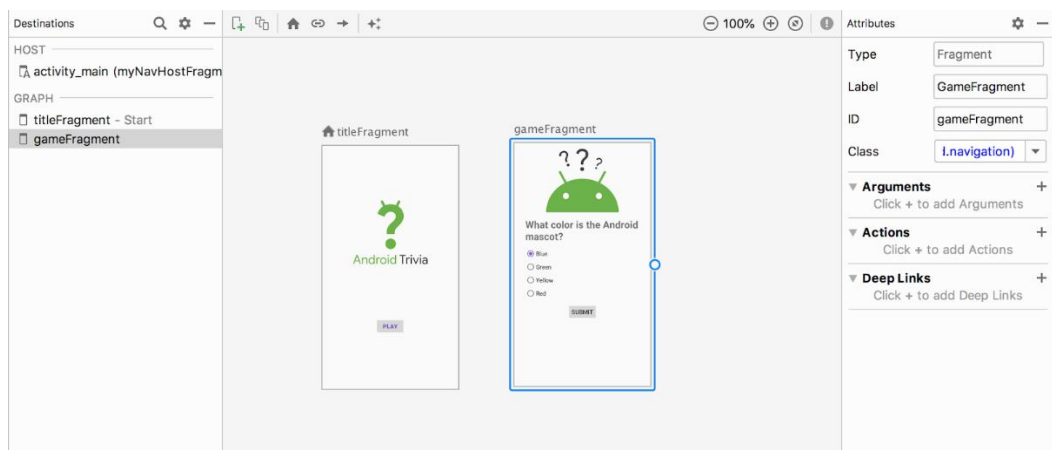 Destinations
HOST
activity_main (myNavHostFragm
GRAPH
titleFragment - Start
gameFragment
100%
titleFragment
Android Trivia
PLAY
gameFragment
? ? ?
What color is the Android
mascot?
Blue
Green
Yellow
Red
SUBMIT
Attributes
Type Fragment
Label GameFragment
ID gameFragment
Class d.navigation)
Arguments
Click + to add Arguments
Actions
Click + to add Actions
Deep Links
Click + to add Deep Links